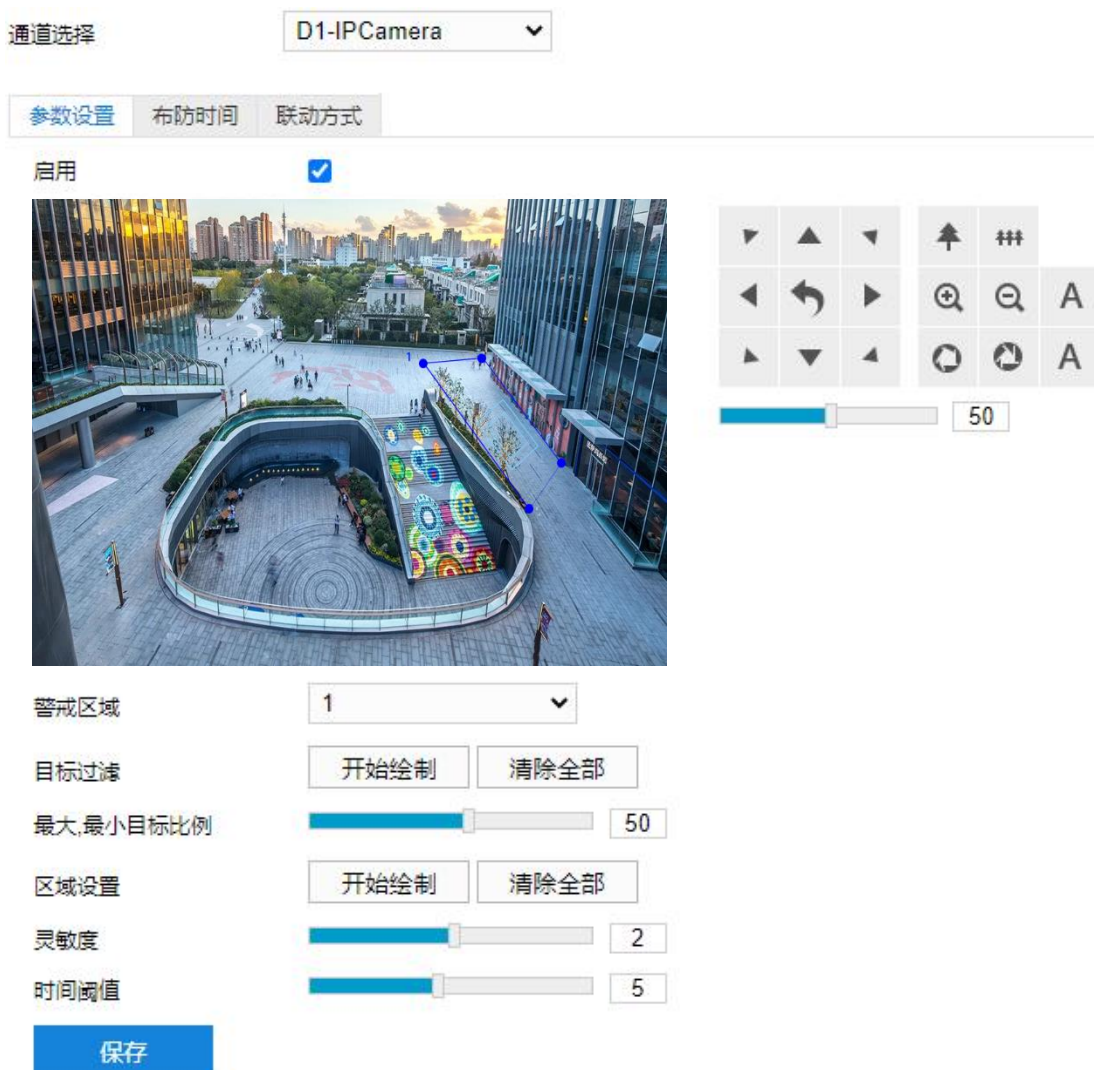 通道选择 D1-IPCamera
参数设置 布防时间 联动方式
启用
1
A
A
50
警戒区域 1
目标过滤 开始绘制 清除全部
最大,最小目标比例 50
区域设置 开始绘制 清除全部
灵敏度 2
时间阈值 5
保存